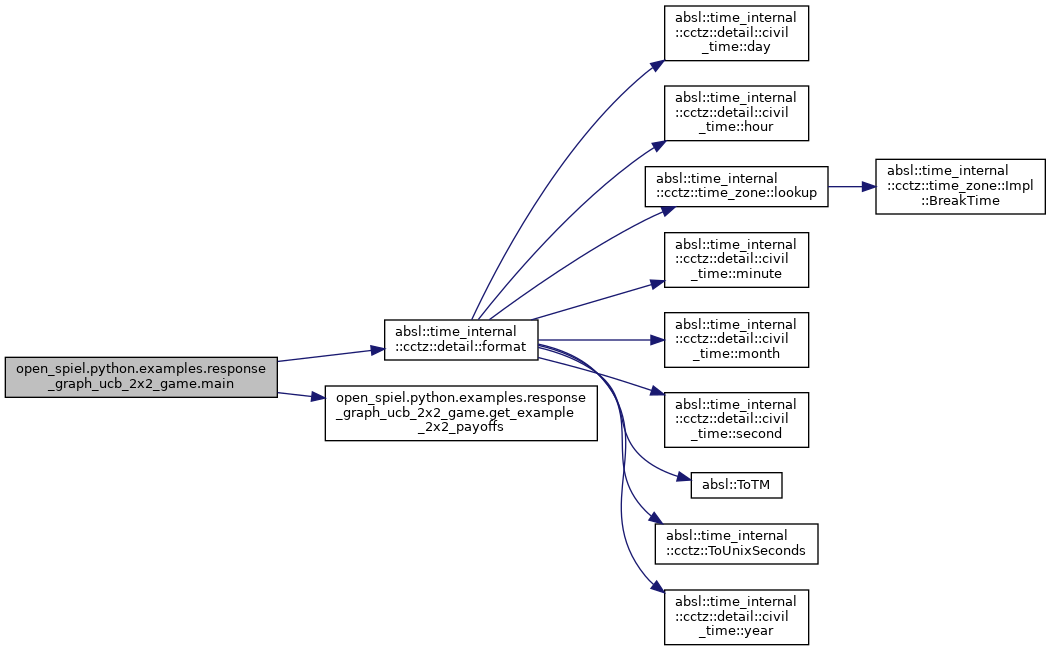 absl::time_internal
::cctz::detail::civil
_time::day
absl::time_internal
::cctz::detail::civil
_time::hour
absl::time_internal
::cctz::time_zone::lookup
absl::time_internal
::cctz::time_zone::Impl
::BreakTime
absl::time_internal
::cctz::detail::civil
_time::minute
absl::time_internal
::cctz::detail::format
absl::time_internal
::cctz::detail::civil
_time::month
open_spiel.python.examples.response
_graph_ucb_2x2_game.main
open_spiel.python.examples.response
_graph_ucb_2x2_game.get_example
_2x2_payoffs
absl::time_internal
::cctz::detail::civil
_time::second
absl::ToTM
absl::time_internal
::cctz::ToUnixSeconds
absl::time_internal
::cctz::detail::civil
_time::year